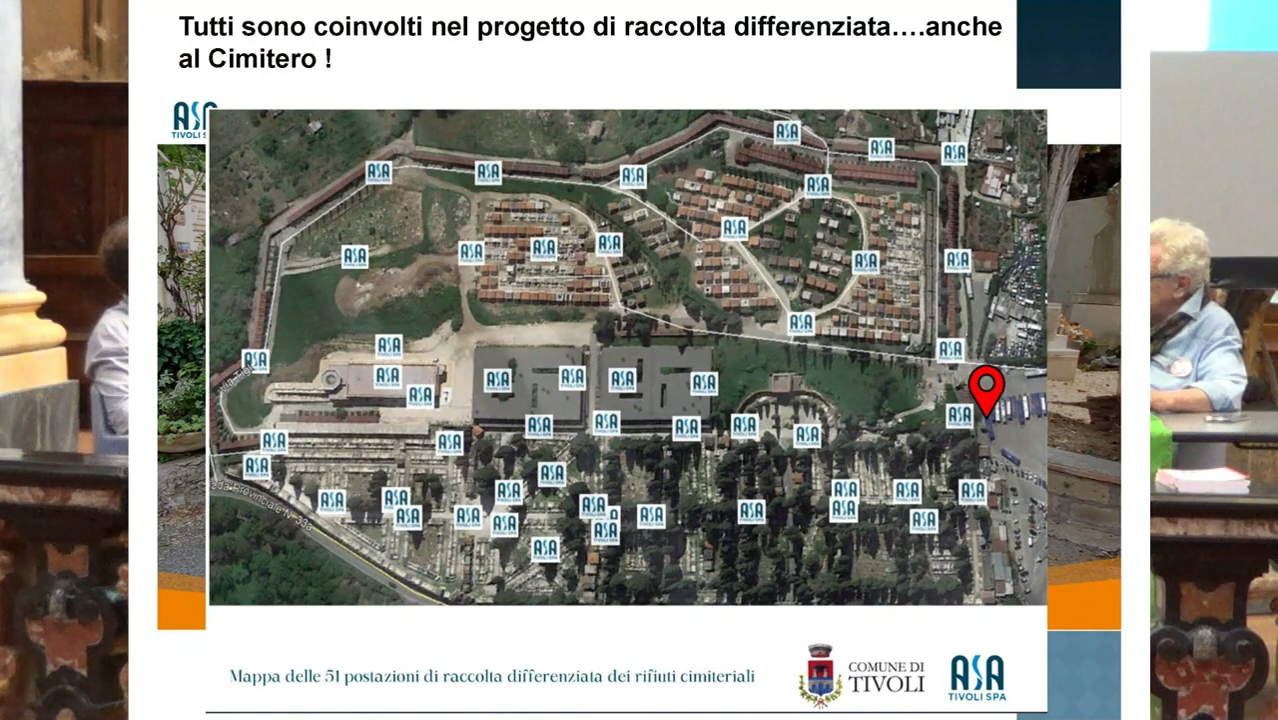 Tutti sono coinvolti nel progetto di raccolta differenziata….anche
al Cimitero !
ASA
TIVOLI SPA
Mappa delle 51 postazioni di raccolta differenziata dei rifiuti cimiteriali
COMUNE DI
TIVOLI
ASA
TIVOLI SPA